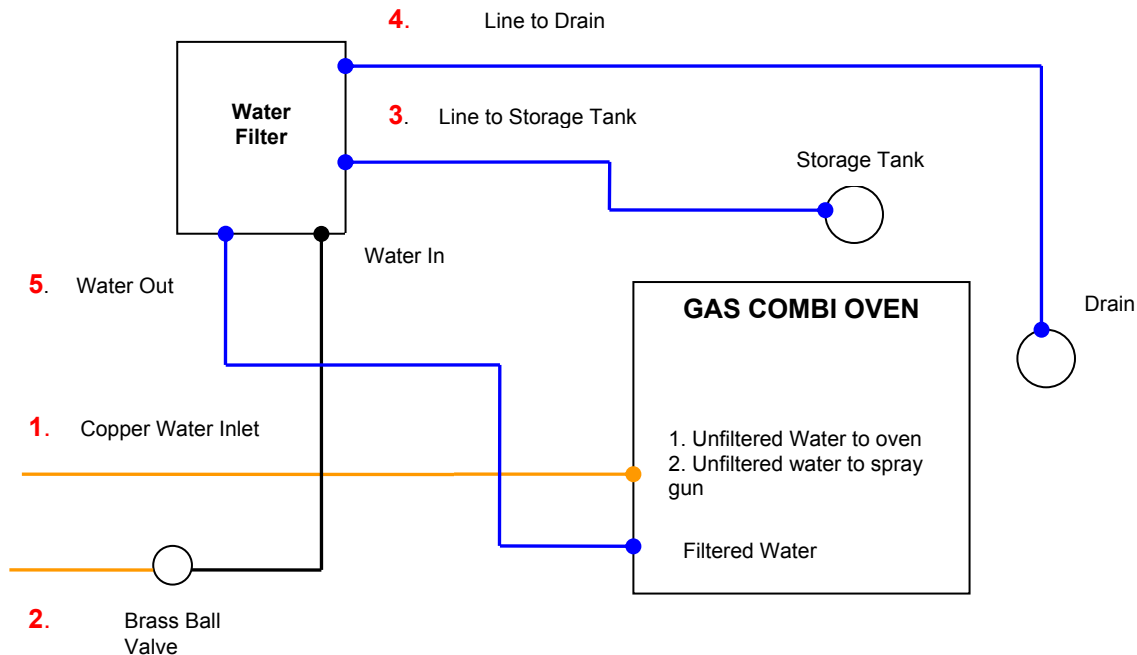 4. Line to Drain
Water
Filter
3. Line to Storage Tank
Storage Tank
Water In
5. Water Out
GAS COMBI OVEN
Drain
1. Copper Water Inlet
1. Unfiltered Water to oven
2. Unfiltered water to spray
gun
Filtered Water
2. Brass Ball
Valve